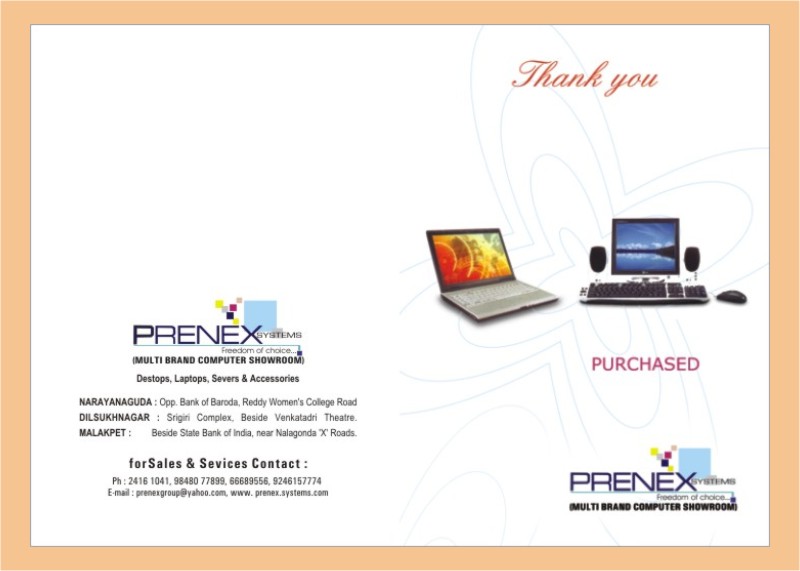 PRENEX SYSTEMS
Freedom of choice...
(MULTI BRAND COMPUTER SHOWROOM)
Destops, Laptops, Severs & Accessories
NARAYANAGUDA : Opp. Bank of Baroda, Reddy Women's College Road
DILSUKHNAGAR : Srigiri Complex, Beside Venkatadri Theatre.
MALAKPET : Beside State Bank of India, near Nalagonda 'X' Roads.
forSales & Sevices Contact :
Ph : 2416 1041, 98480 77899, 66689556, 9246157774
E-mail : prenexgroup@yahoo.com, www. prenex.systems.com
Thank you
PURCHASED
PRENEX SYSTEMS
Freedom of choice...
(MULTI BRAND COMPUTER SHOWROOM)